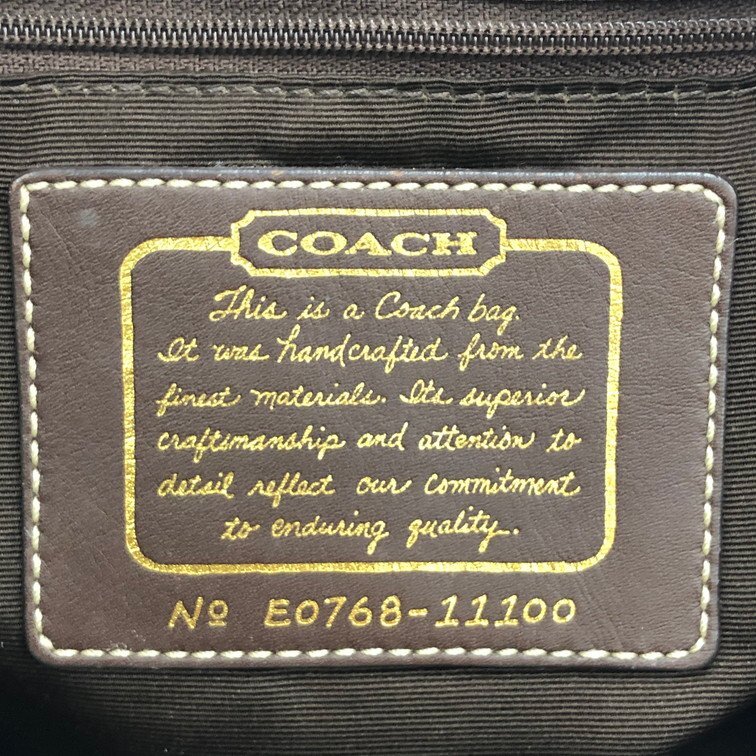 COACH
This is a Coach bag.
It was handcrafted from the
finest materials. Its superior
craftsmanship and attention to
detail reflect our commitment
to enduring quality.
Nº E0768-11100